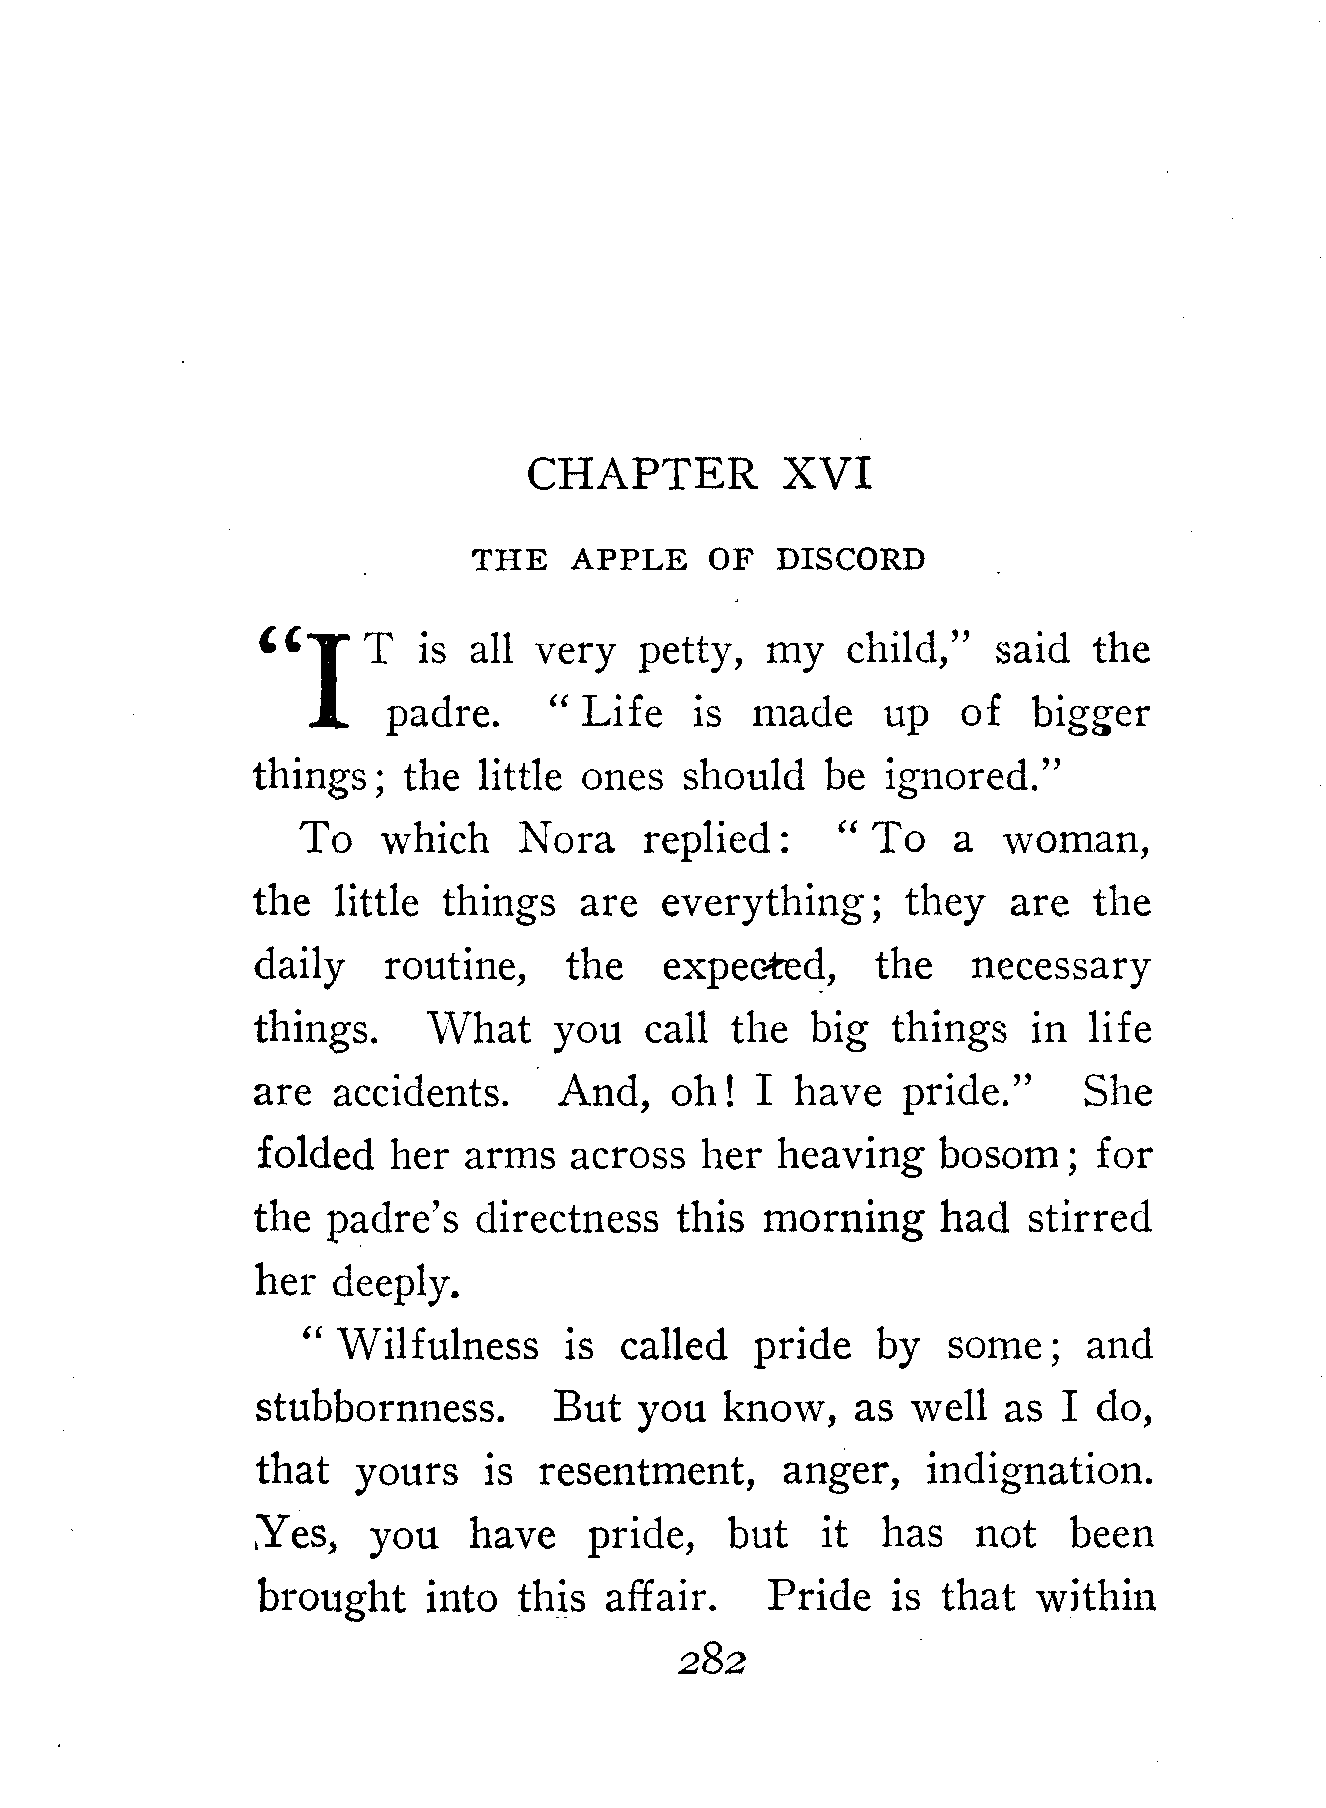 CHAPTER XVI
THE APPLE OF DISCORD
“IT is all very petty, my child,” said the
padre. “Life is made up of bigger
things; the little ones should be ignored.”
To which Nora replied: “To a woman,
the little things are everything; they are the
daily routine, the expected, the necessary
things. What you call the big things in life
are accidents. And, oh! I have pride.” She
folded her arms across her heaving bosom; for
the padre’s directness this morning had stirred
her deeply.
“Wilfulness is called pride by some; and
stubbornness. But you know, as well as I do,
that yours is resentment, anger, indignation.
Yes, you have pride, but it has not been
brought into this affair. Pride is that within
282